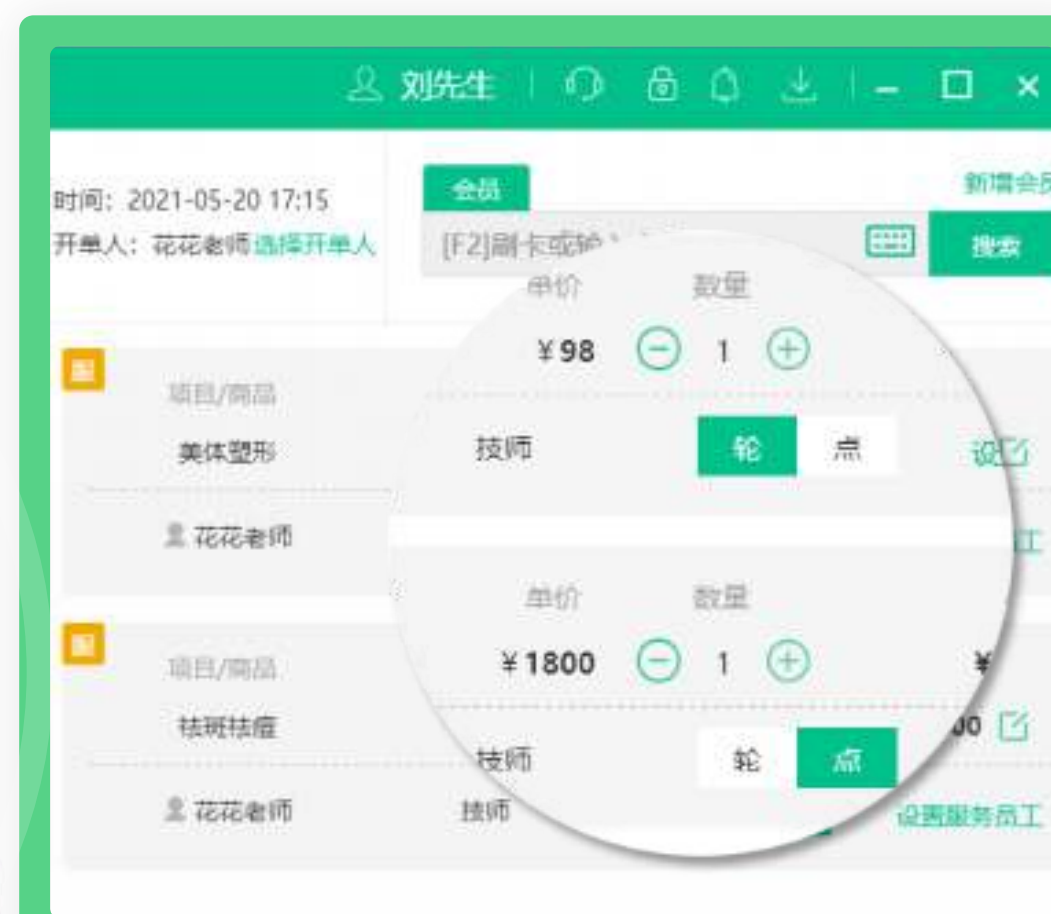 刘先生
时间：2021-05-20 17:15
会员
新增会员
开单人：花花老师 选择开单人
[F2]刷卡或输
搜索
单价 数量
¥98 1
项目/商品
美体塑形
技师 轮 点
设
花花老师
工
单价 数量
项目/商品
¥1800 1 ¥
祛斑祛痘
00
技师 轮 点
花花老师 技师 设置服务员工